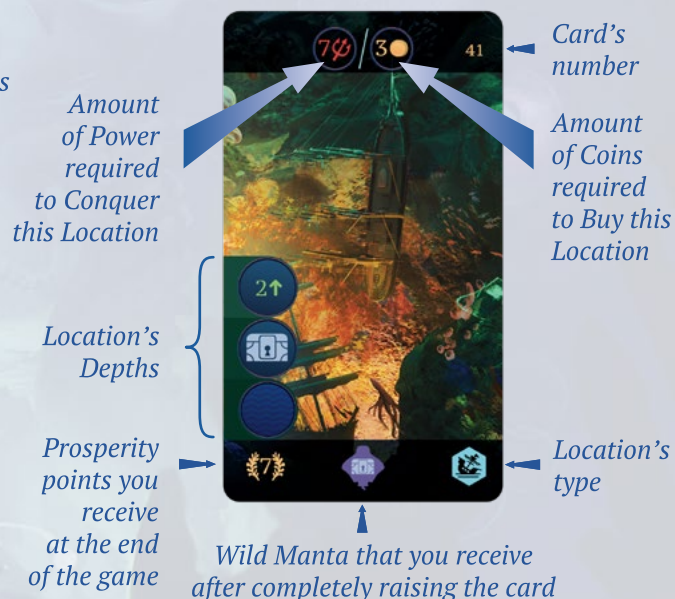 7 / 3
41
Card's
number
s
Amount
of Power
required
to Conquer
this Location
Amount
of Coins
required
to Buy this
Location
2
Location's
Depths
Prosperity
points you
receive
at the end
of the game
7
Location's
type
Wild Manta that you receive
after completely raising the card